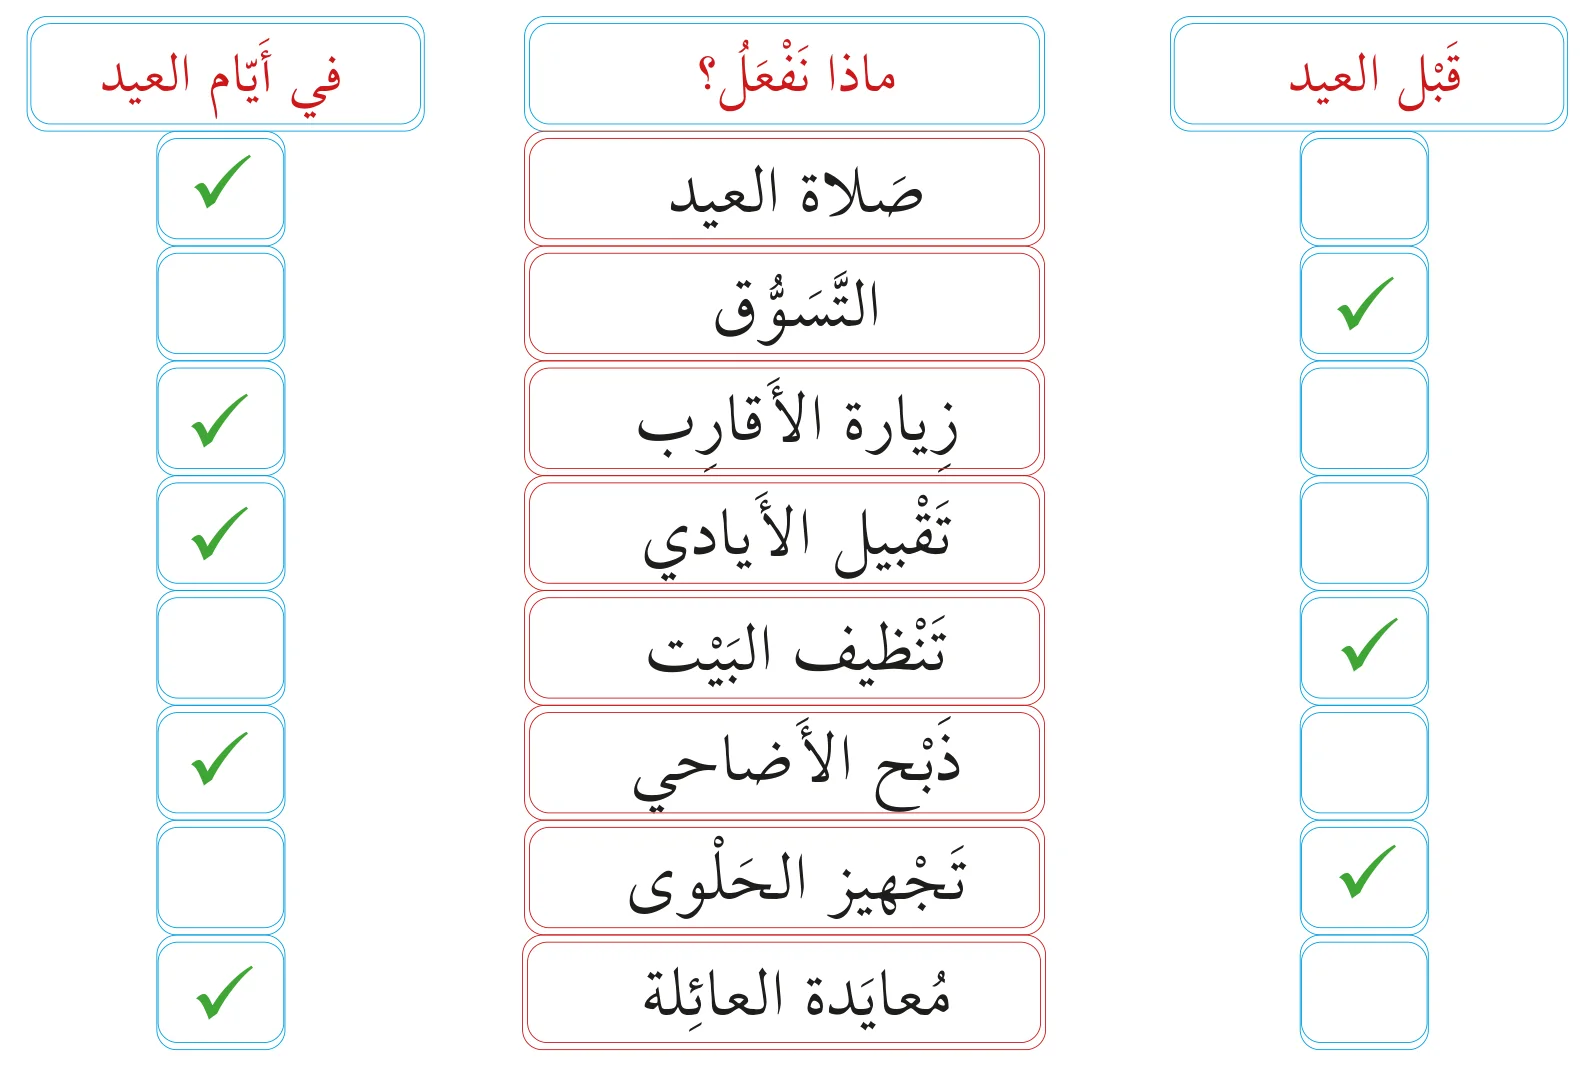 قَبْل العيد
ماذا نَفْعَلُ؟
في أَيّام العيد
صَلاة العيد
التَّسَوُّق
زِيارة الأَقارِب
تَقْبيل الأَيادي
تَنْظيف البَيْت
ذَبْح الأَضاحي
تَجْهيز الحَلْوى
مُعايَدة العائِلة